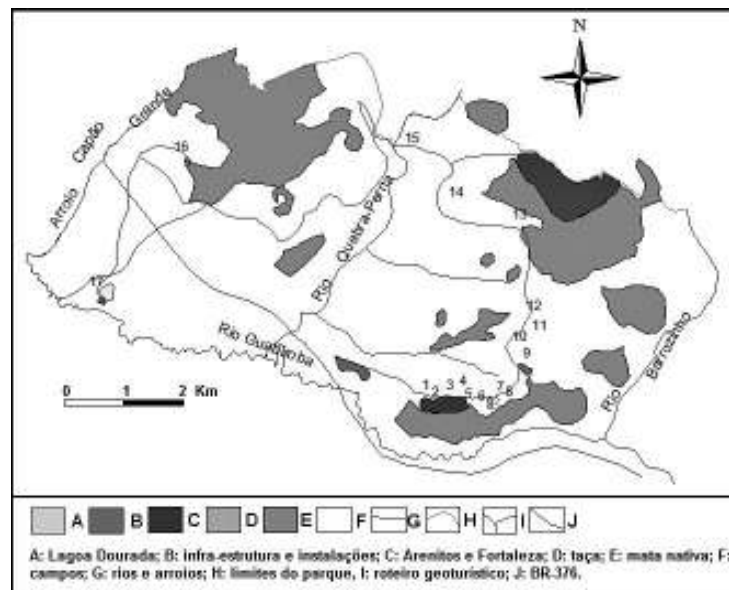 N
Arroio Capão Grande
16
15
14
13
Rio Quebra-Perna
17
12
11
10
9
Rio Guabiroba
Rio Barrozinho
0 1 2 Km
1 2 3 4 5 6 7 8
A B C D E F G H I J
A: Lagoa Dourada; B: infra-estrutura e instalações; C: Arenitos e Fortaleza; D: taça; E: mata nativa; F:
campos; G: rios e arroios; H: limites do parque, I: roteiro geoturístico; J: BR-376.